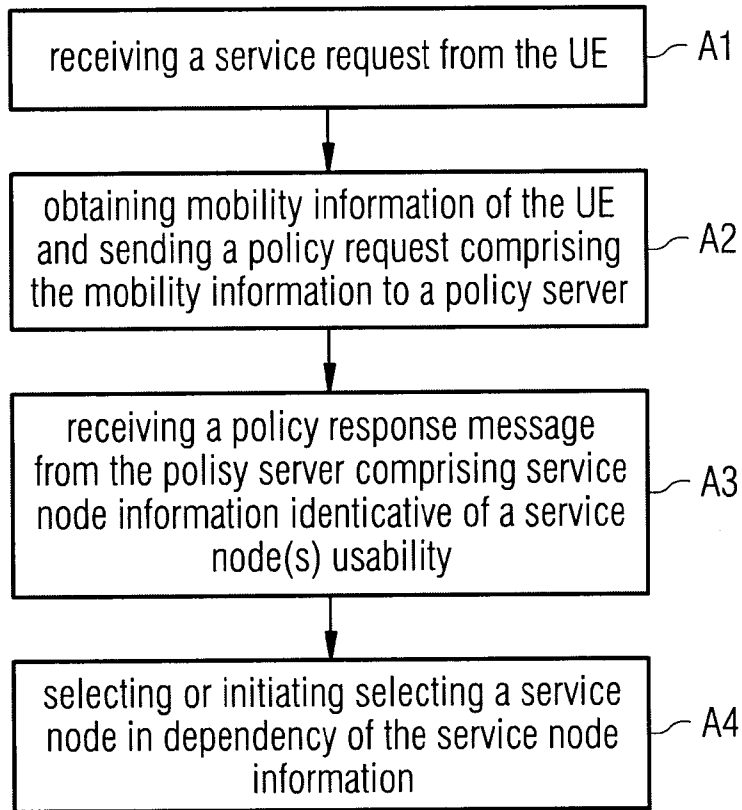 receiving a service request from the UE
A1
obtaining mobility information of the UE
and sending a policy request comprising
the mobility information to a policy server
A2
receiving a policy response message
from the polisy server comprising service
node information identicative of a service
node(s) usability
A3
selecting or initiating selecting a service
node in dependency of the service node
information
A4